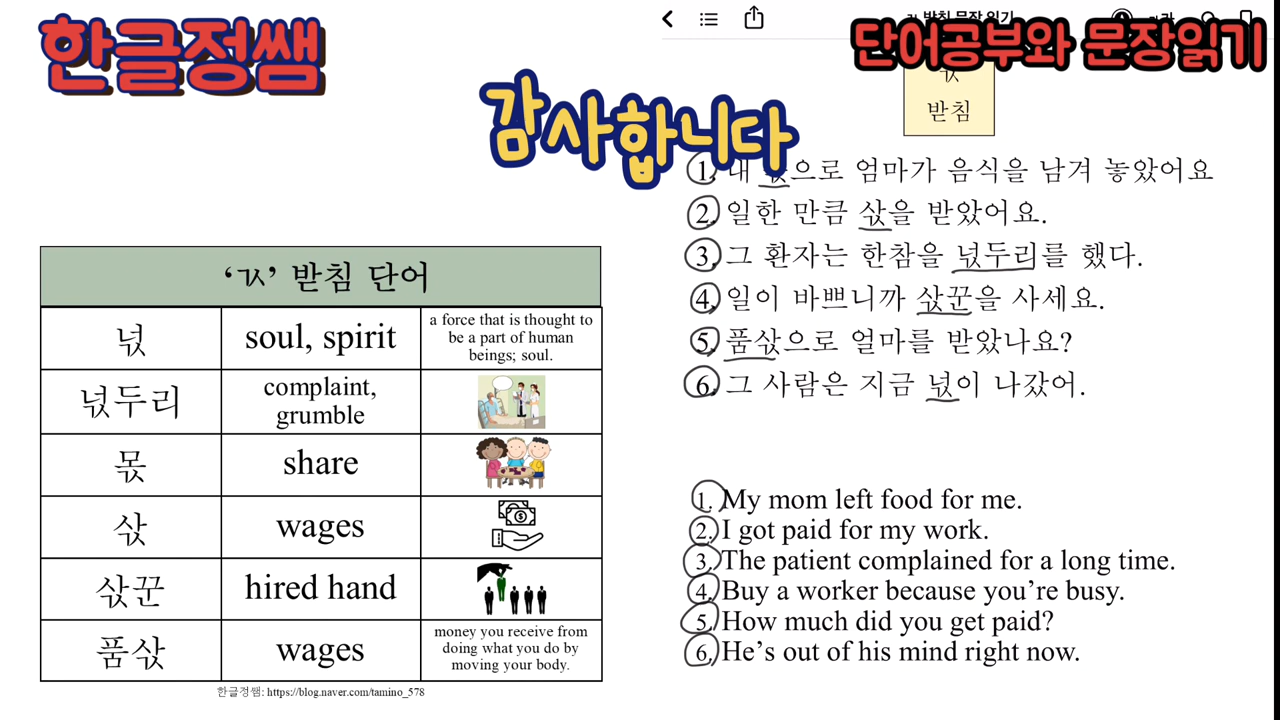 한글정쌤
단어공부와 문장읽기
감사합니다
ㄳ
받침
1. 내 으로 엄마가 음식을 남겨 놓았어요
2. 일한 만큼 삯을 받았어요.
3. 그 환자는 한참을 넋두리를 했다.
4. 일이 바쁘니까 삯꾼을 사세요.
5. 품삯으로 얼마를 받았나요?
6. 그 사람은 지금 넋이 나갔어.
1. My mom left food for me.
2. I got paid for my work.
3. The patient complained for a long time.
4. Buy a worker because you’re busy.
5. How much did you get paid?
6. He’s out of his mind right now.
‘ㄳ’ 받침 단어
넋 soul, spirit a force that is thought to
be a part of human
beings; soul.
넋두리 complaint,
grumble
몫 share
삯 wages
삯꾼 hired hand
품삯 wages money you receive from
doing what you do by
moving your body.
한글정쌤: https://blog.naver.com/tamino_578